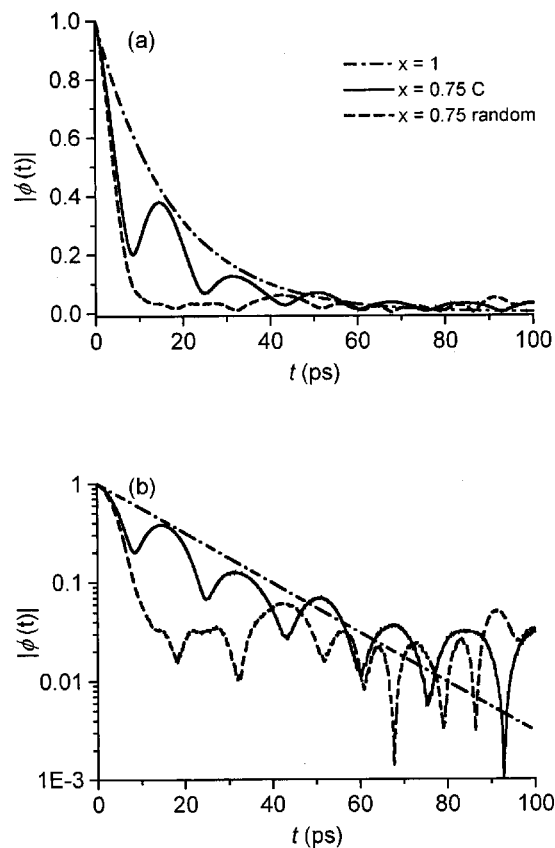 (a)
1.0
0.8
0.6
0.4
0.2
0.0
|ϕ(t)|
x = 1
x = 0.75 C
x = 0.75 random
0 20 40 60 80 100
t (ps)
(b)
1
0.1
0.01
1E-3
|ϕ(t)|
0 20 40 60 80 100
t (ps)